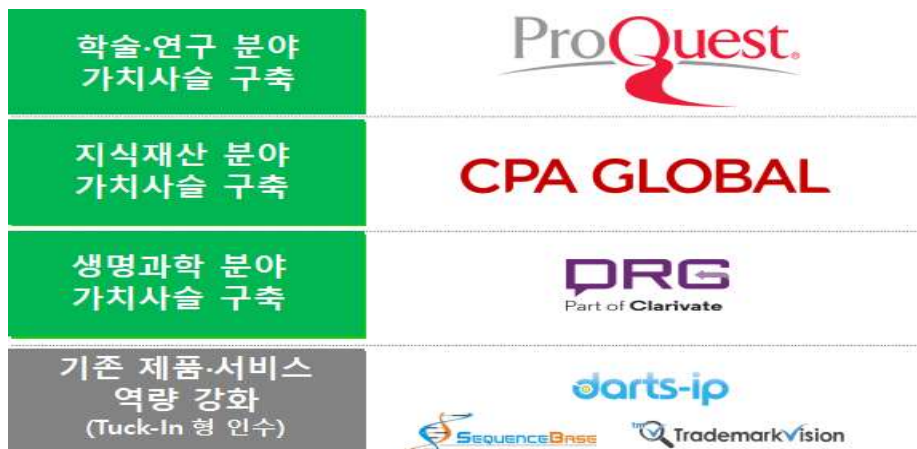 학술·연구 분야
가치사슬 구축
ProQuest®
지식재산 분야
가치사슬 구축
CPA GLOBAL
생명과학 분야
가치사슬 구축
DRG
Part of Clarivate
기존 제품·서비스
역량 강화
(Tuck-In 형 인수)
darts-ip
SEQUENCEBASE
TM TrademarkVision